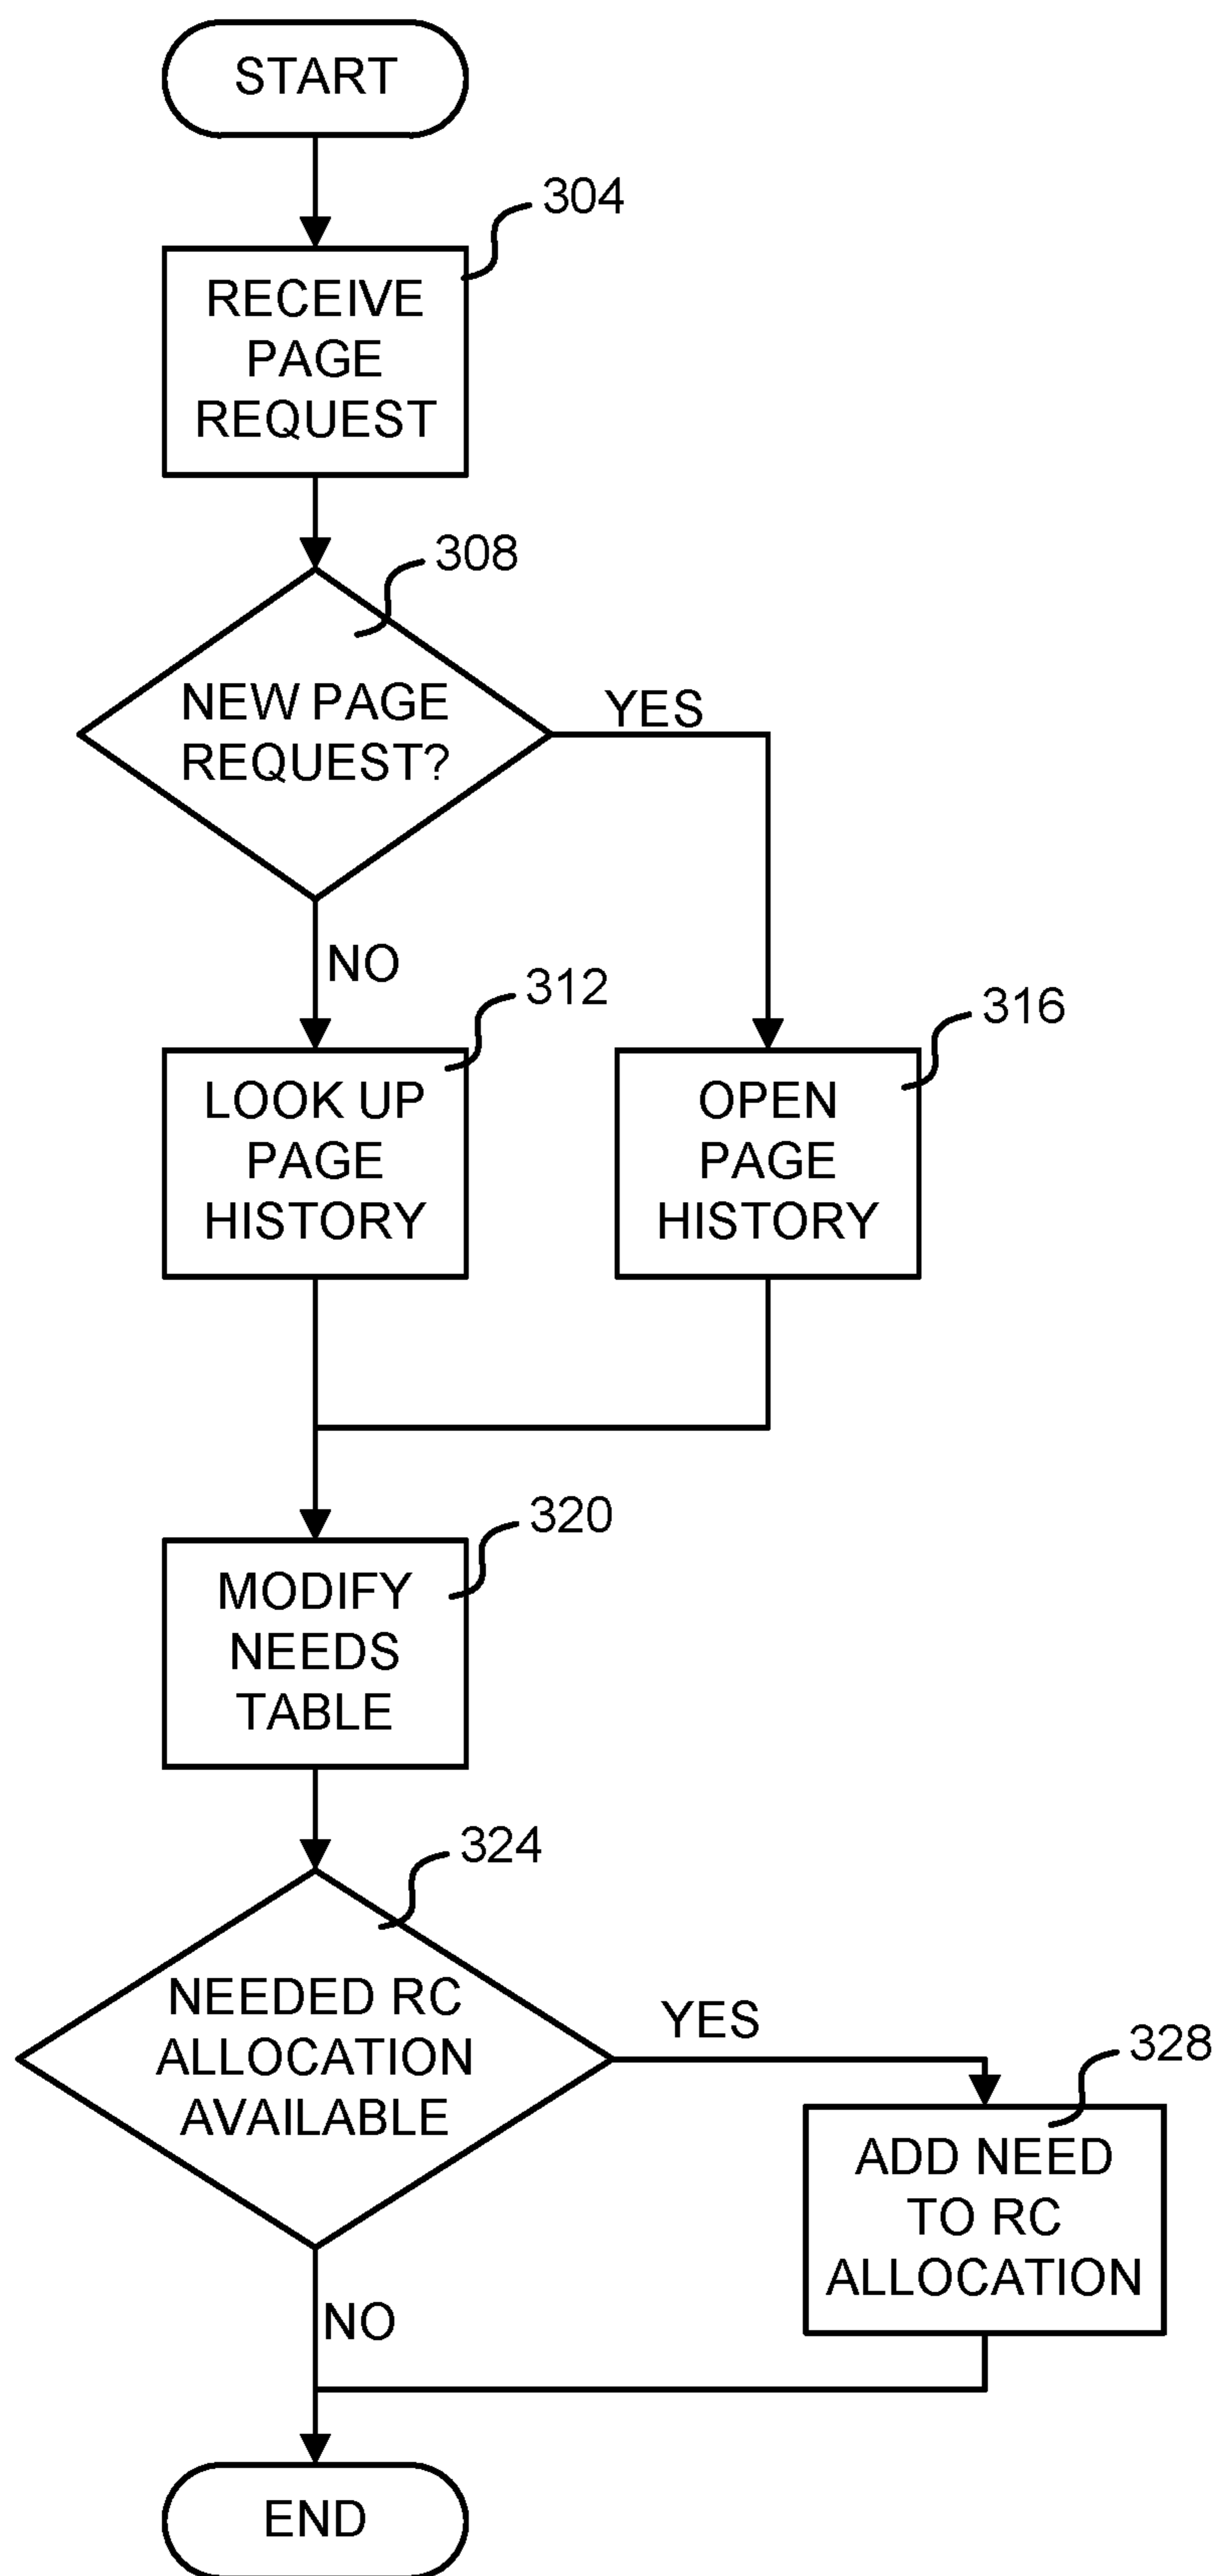 START
304
RECEIVE
PAGE
REQUEST
308
NEW PAGE
REQUEST?
YES
NO
312
316
LOOK UP
PAGE
HISTORY
OPEN
PAGE
HISTORY
320
MODIFY
NEEDS
TABLE
324
NEEDED RC
ALLOCATION
AVAILABLE
YES
328
ADD NEED
TO RC
ALLOCATION
NO
END